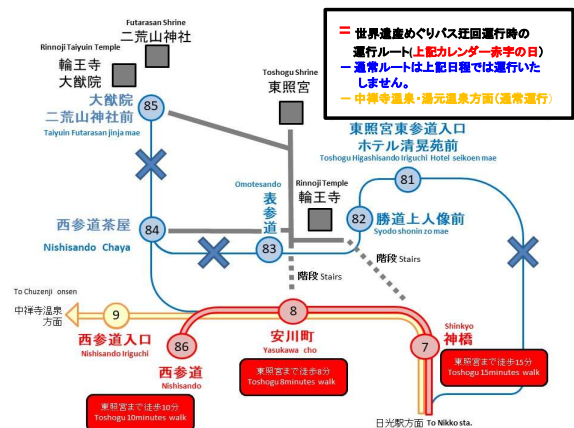 = 世界遺産めぐりバス迂回運行時の
運行ルート(上記カレンダー赤字の日)
－通常ルートは上記日程では運行いた
しません。
－中禅寺温泉・湯元温泉方面(通常運行)
Futarasan Shrine
二荒山神社
Rinnoji Taiyuin Temple
輪王寺
大猷院
Toshogu Shrine
東照宮
大猷院
二荒山神社前
Taiyuin Futarasan jinja mae
85
東照宮東参道入口
ホテル清晃苑前
Toshogu Higashisando Iriguchi Hotel seikoen mae
81
Rinnoji Temple
輪王寺
Omotesando
表参道
83
82
勝道上人像前
Syodo shonin zo mae
西参道茶屋
Nishisando Chaya
84
階段 Stairs
階段 Stairs
To Chuzenji onsen
中禅寺温泉
方面
9
西参道入口
Nishisando Iriguchi
86
西参道
Nishisando
8
安川町
Yasukawa cho
7
Shinkyo
神橋
東照宮まで徒歩10分
Toshogu 10minutes walk
東照宮まで徒歩8分
Toshogu 8minutes walk
東照宮まで徒歩15分
Toshogu 15minutes walk
日光駅方面 To Nikko sta.